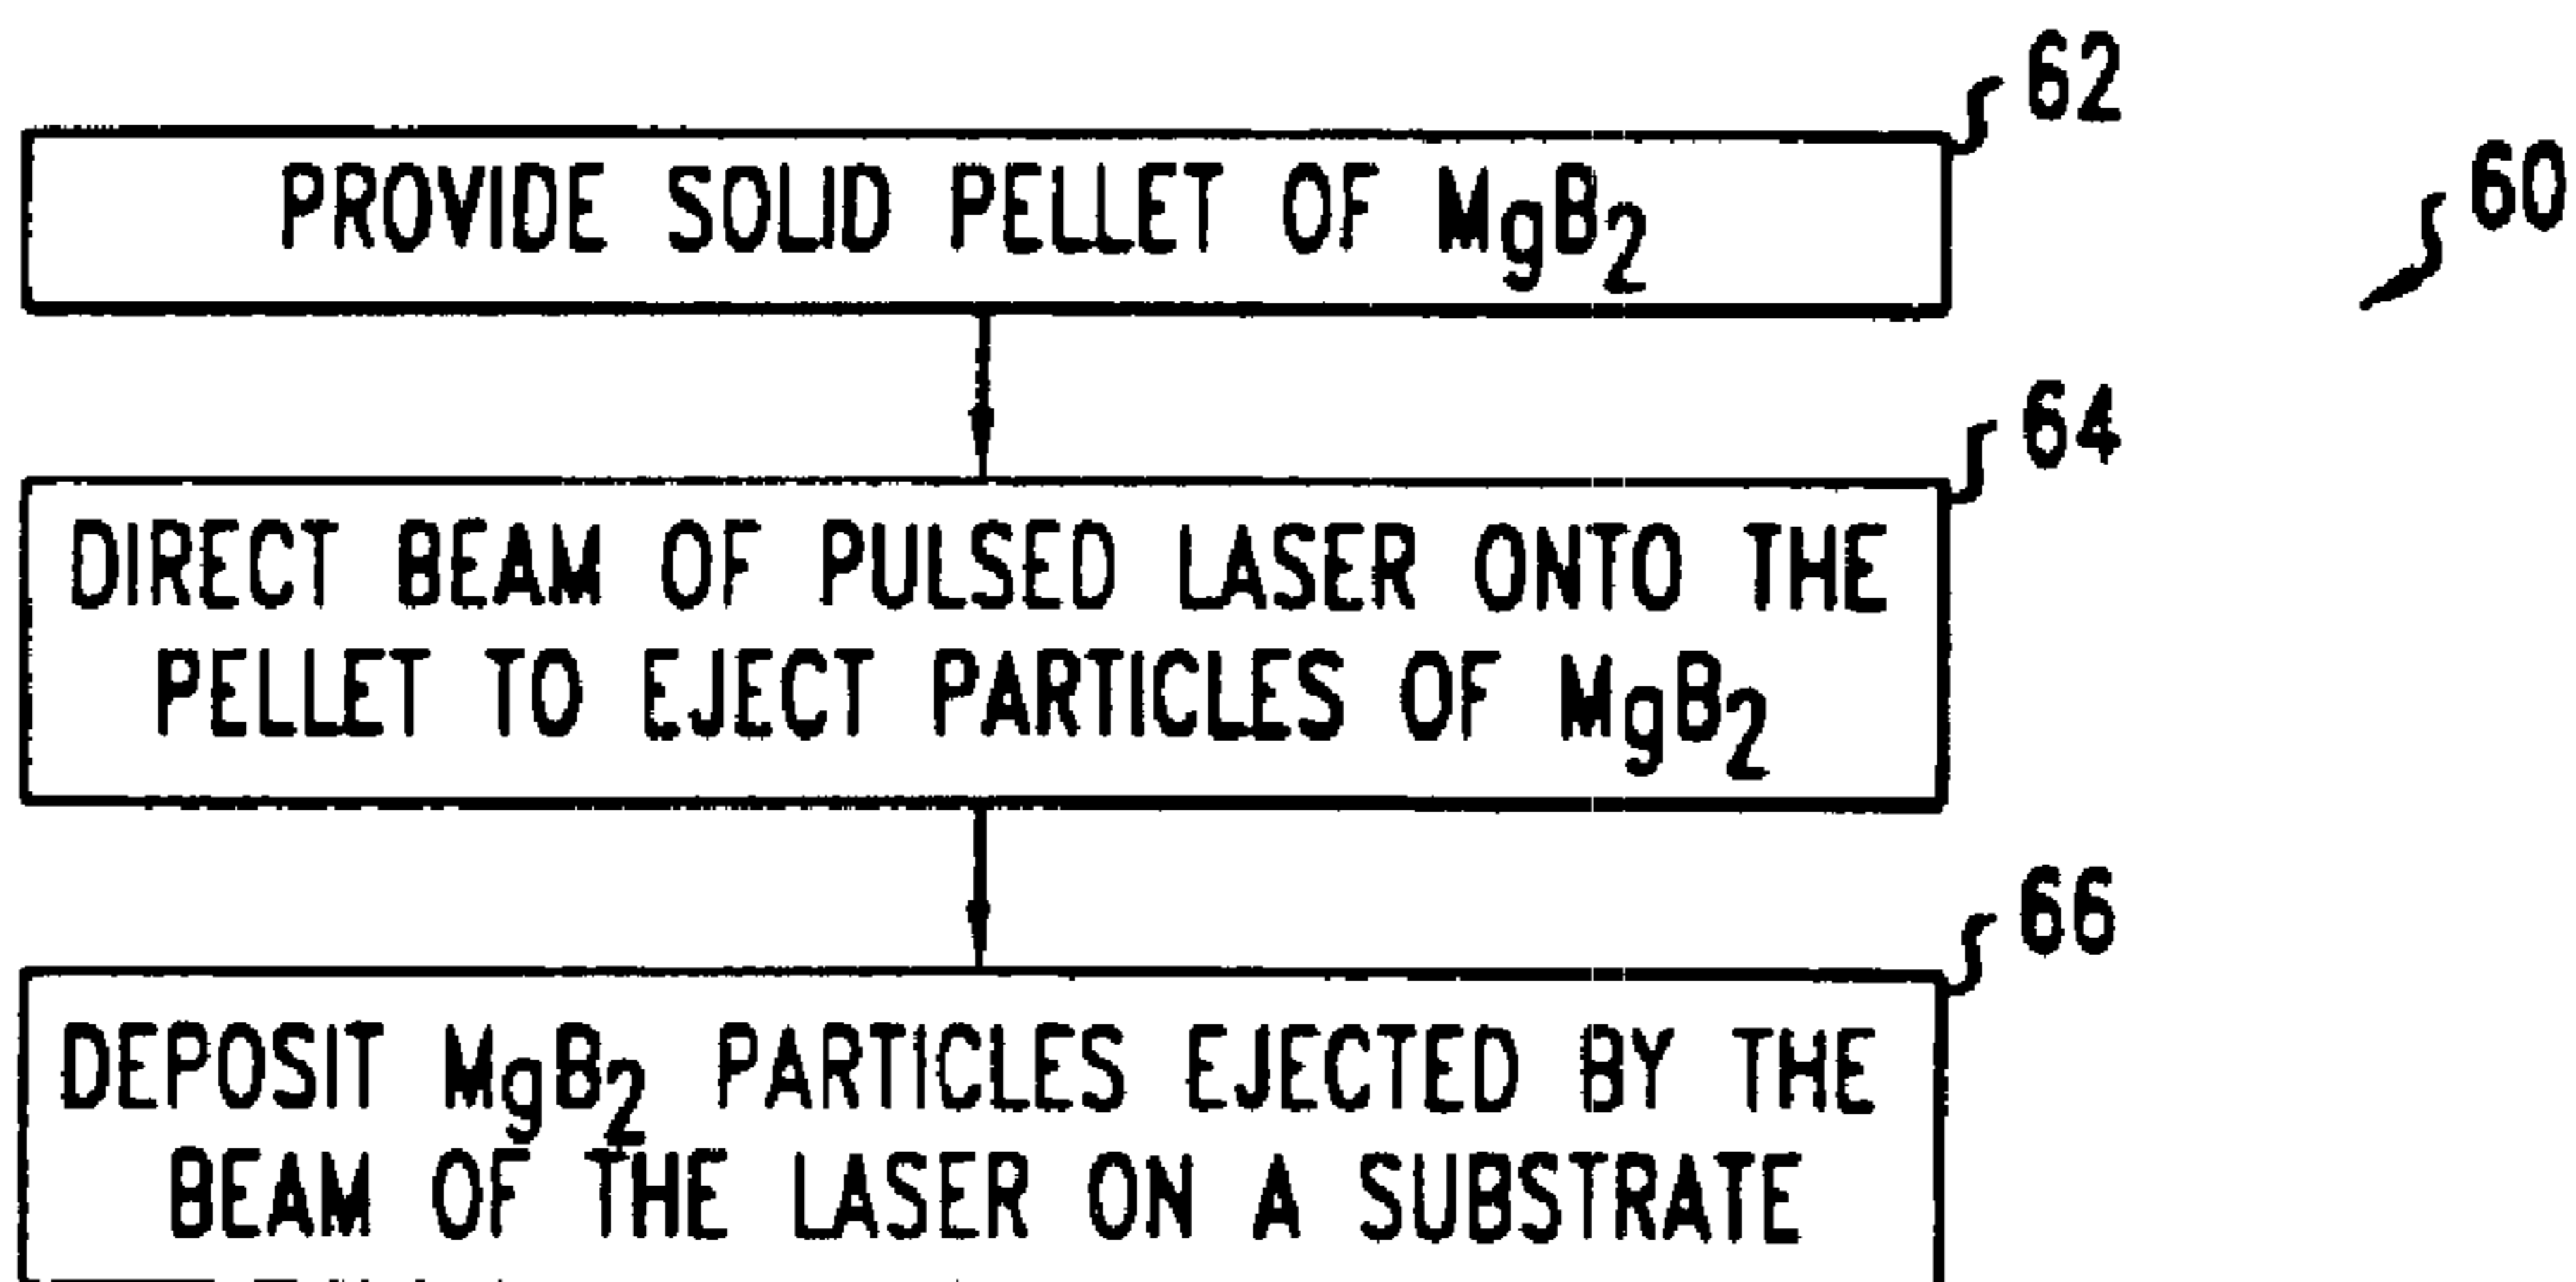 62
PROVIDE SOLID PELLET OF MgB2
60
64
DIRECT BEAM OF PULSED LASER ONTO THE
PELLET TO EJECT PARTICLES OF MgB2
66
DEPOSIT MgB2 PARTICLES EJECTED BY THE
BEAM OF THE LASER ON A SUBSTRATE